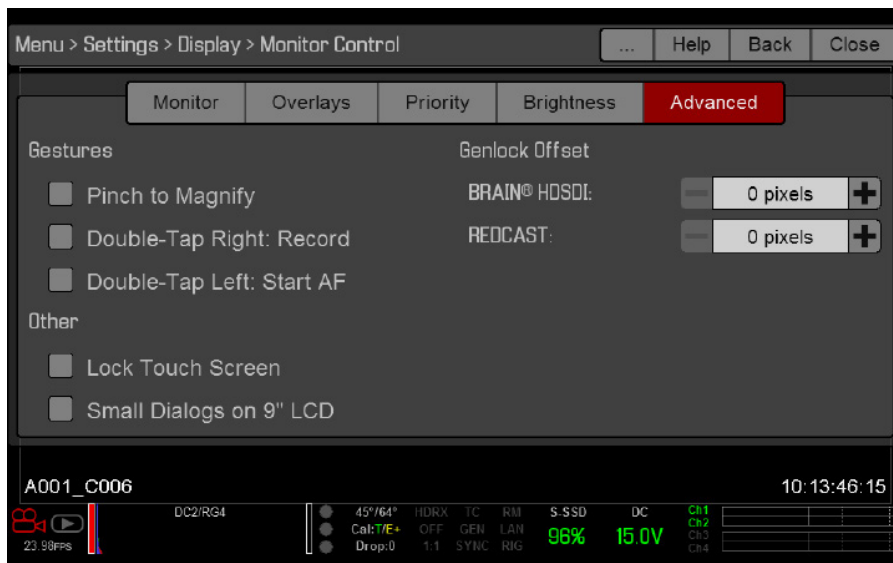 Menu > Settings > Display > Monitor Control ... Help Back Close
Monitor Overlays Priority Brightness Advanced
Gestures Genlock Offset
Pinch to Magnify BRAIN® HDSDI: 0 pixels
Double-Tap Right: Record REDCAST: 0 pixels
Double-Tap Left: Start AF
Other
Lock Touch Screen
Small Dialogs on 9" LCD
A001_C006 10:13:46:15
DC2/RG4 45°/64° HDRX TC RM S-SSD DC Ch1
Cal:T/E+ OFF GEN LAN 96% 15.0V Ch2
23.98FPS Drop:0 1:1 SYNC RIG Ch3
Ch4